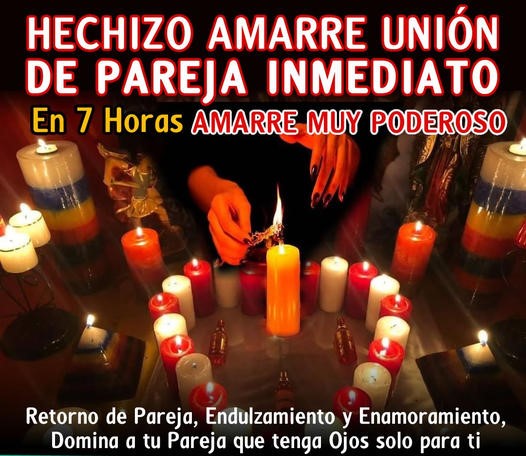 HECHIZO AMARRE UNIÓN
DE PAREJA INMEDIATO
En 7 Horas AMARRE MUY PODEROSO
Retorno de Pareja, Endulzamiento y Enamoramiento,
Domina a tu Pareja que tenga Ojos solo para ti